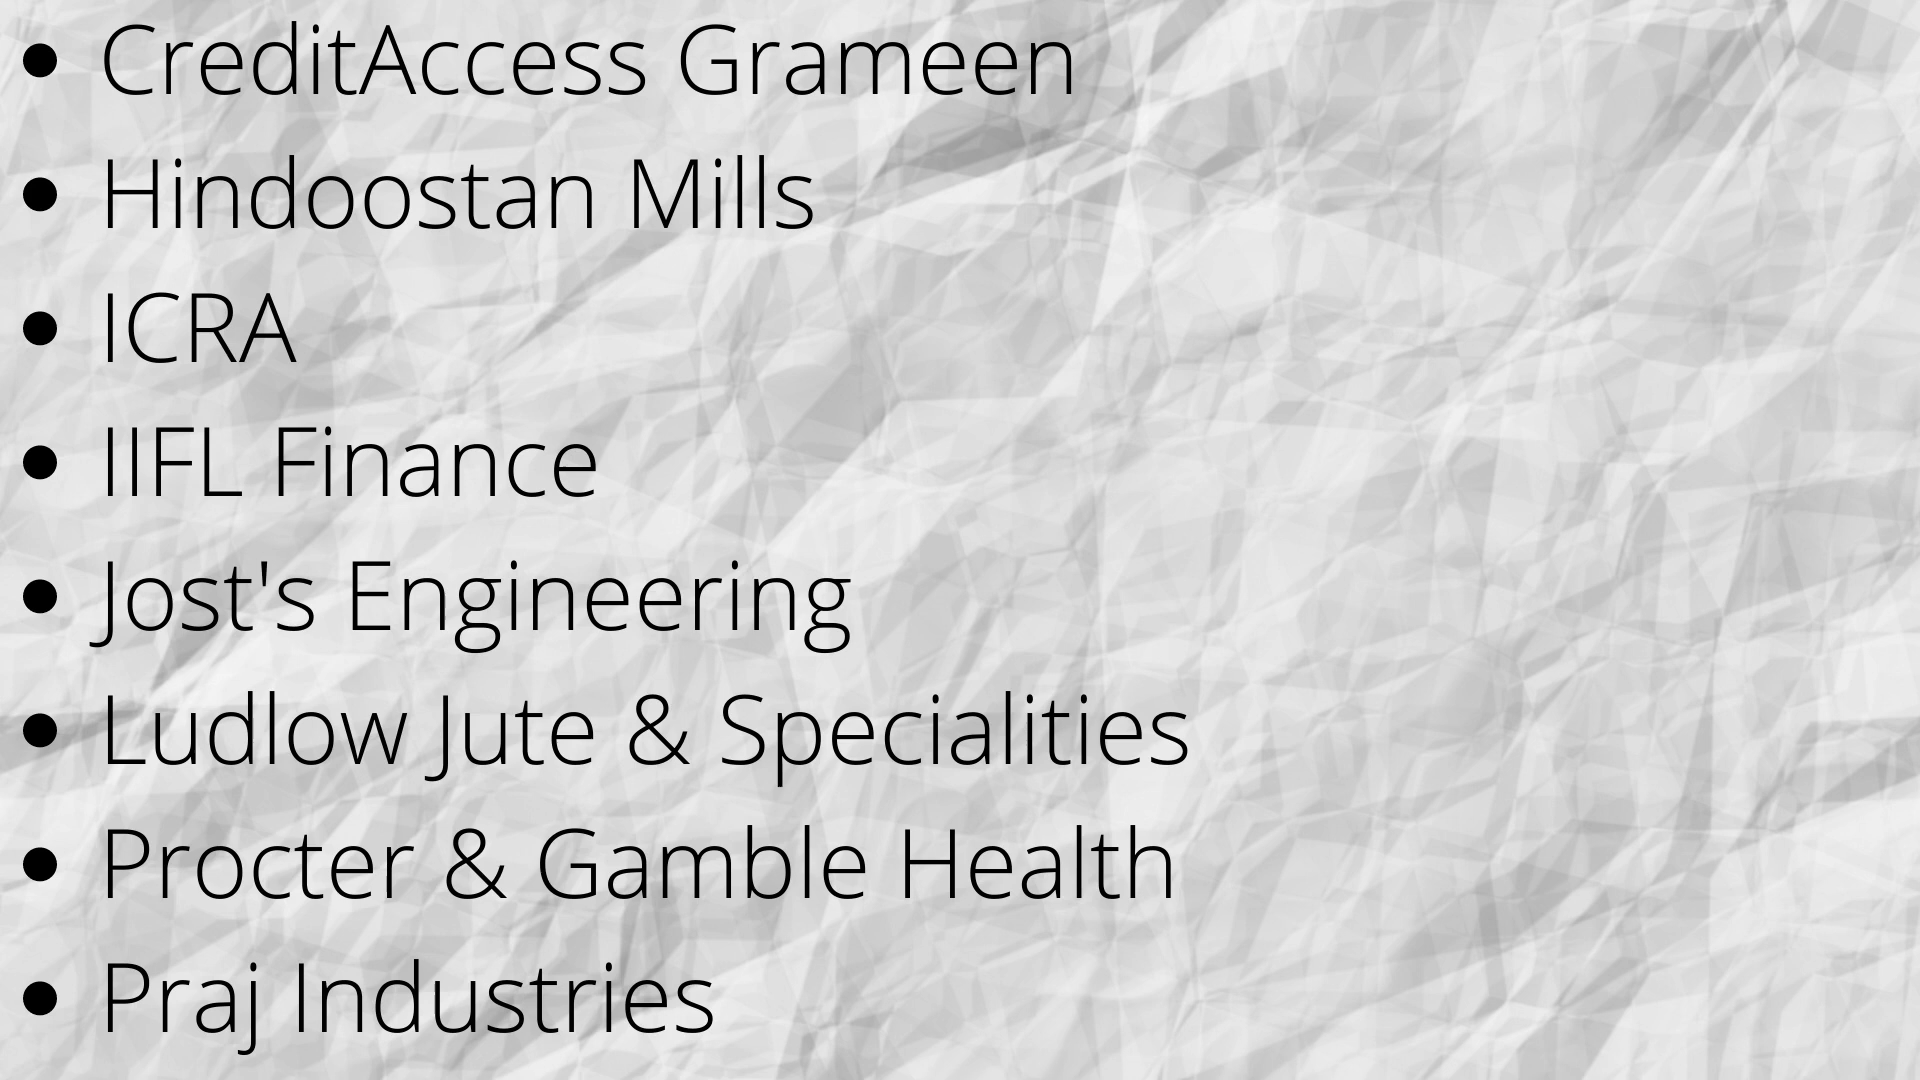 • CreditAccess Grameen
• Hindoostan Mills
• ICRA
• IIFL Finance
• Jost's Engineering
• Ludlow Jute & Specialities
• Procter & Gamble Health
• Praj Industries